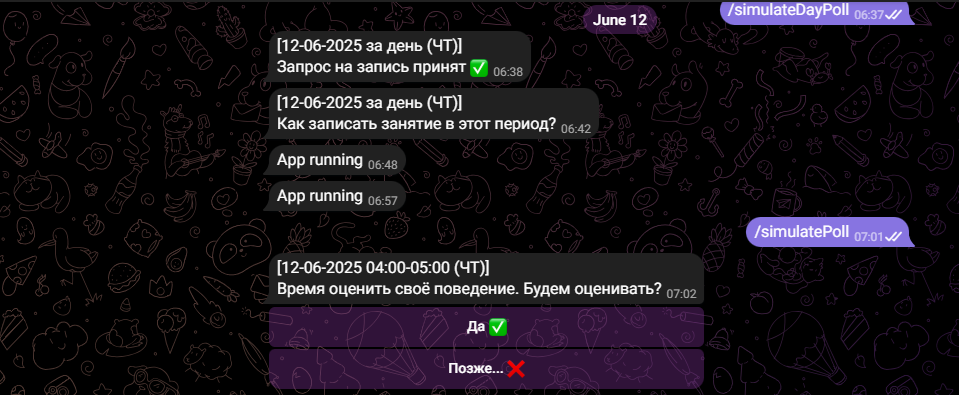 /simulateDayPoll 06:37
June 12
[12-06-2025 за день (ЧТ)]
Запрос на запись принят ✅ 06:38
[12-06-2025 за день (ЧТ)]
Как записать занятие в этот период? 06:42
App running 06:48
App running 06:57
/simulatePoll 07:01
[12-06-2025 04:00-05:00 (ЧТ)]
Время оценить своё поведение. Будем оценивать? 07:02
Да ✅
Позже... ❌